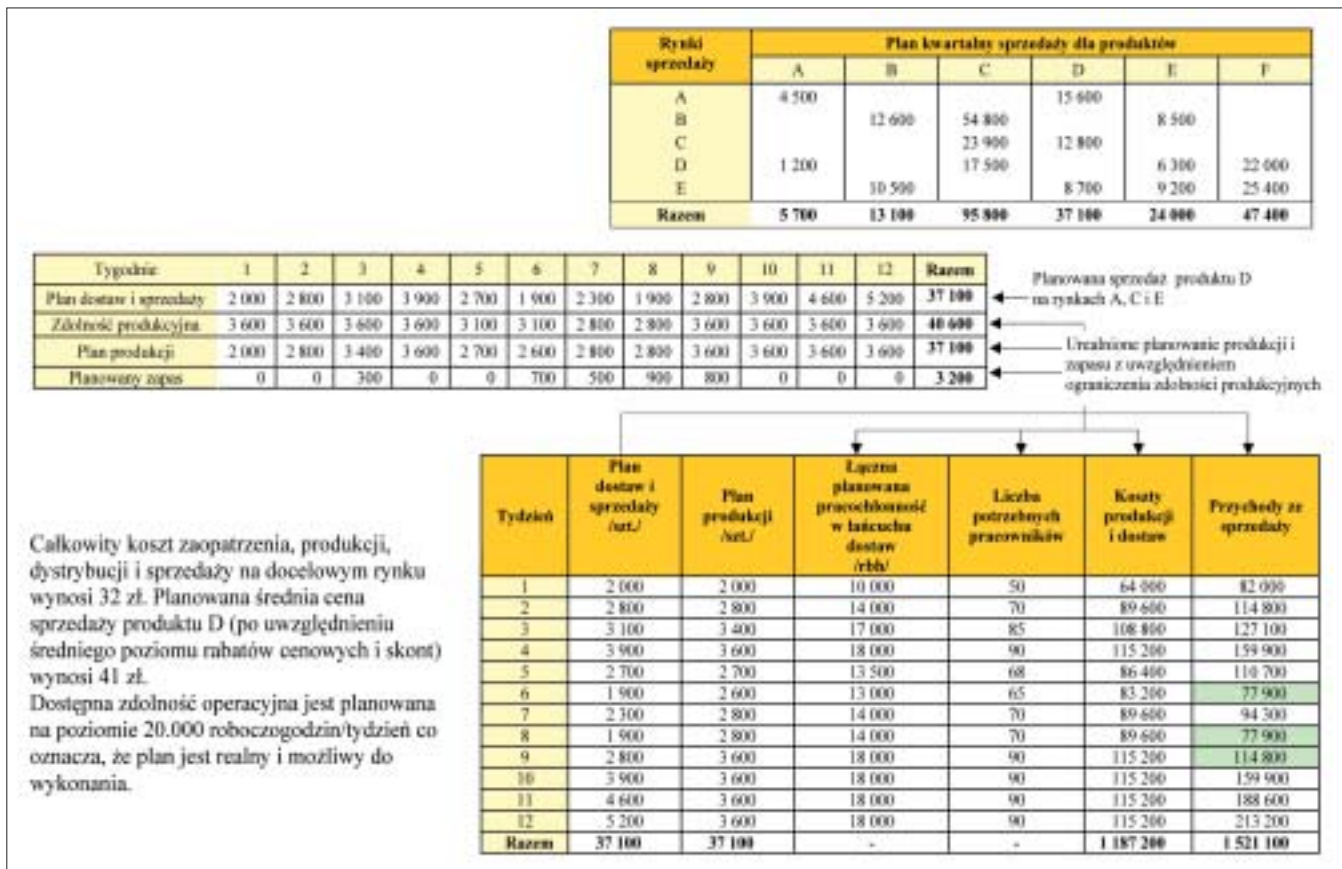 Rynki sprzedaży Plan kwartalny sprzedaży dla produktów
A B C D E F
A 4 500 15 600
B 12 600 54 800 8 500
C 23 900 12 800
D 1 200 17 500 6 300 22 000
E 10 500 8 700 9 200 25 400
Razem 5 700 13 100 95 800 37 100 24 000 47 400
Tygodnie 1 2 3 4 5 6 7 8 9 10 11 12 Razem
Plan dostaw i sprzedaży 2 000 2 800 3 100 3 900 2 700 1 900 2 300 1 900 2 800 3 900 4 600 5 200 37 100
Zdolność produkcyjna 3 600 3 600 3 600 3 600 3 100 3 100 2 800 2 800 3 600 3 600 3 600 3 600 40 600
Plan produkcji 2 000 2 800 3 400 3 600 2 700 2 600 2 800 2 800 3 600 3 600 3 600 3 600 37 100
Planowany zapas 0 0 300 0 0 700 500 900 800 0 0 0 3 200
Planowana sprzedaż produktu D
na rynkach A, C i E
Urealnione planowanie produkcji i
zapasu z uwzględnieniem
ograniczenia zdolności produkcyjnych
Całkowity koszt zaopatrzenia, produkcji,
dystrybucji i sprzedaży na docelowym rynku
wynosi 32 zł. Planowana średnia cena
sprzedaży produktu D (po uwzględnieniu
średniego poziomu rabatów cenowych i skont)
wynosi 41 zł.
Dostępna zdolność operacyjna jest planowana
na poziomie 20.000 roboczogodzin/tydzień co
oznacza, że plan jest realny i możliwy do
wykonania.
Tydzień Plan dostaw i sprzedaży /szt./ Plan produkcji /szt./ Łączna planowana pracochłonność w łańcuchu dostaw /rbh/ Liczba potrzebnych pracowników Koszty produkcji i dostaw Przychody ze sprzedaży
1 2 000 2 000 10 000 50 64 000 82 000
2 2 800 2 800 14 000 70 89 600 114 800
3 3 100 3 400 17 000 85 108 800 127 100
4 3 900 3 600 18 000 90 115 200 159 900
5 2 700 2 700 13 500 68 86 400 110 700
6 1 900 2 600 13 000 65 83 200 77 900
7 2 300 2 800 14 000 70 89 600 94 300
8 1 900 2 800 14 000 70 89 600 77 900
9 2 800 3 600 18 000 90 115 200 114 800
10 3 900 3 600 18 000 90 115 200 159 900
11 4 600 3 600 18 000 90 115 200 188 600
12 5 200 3 600 18 000 90 115 200 213 200
Razem 37 100 37 100 - - 1 187 200 1 521 100